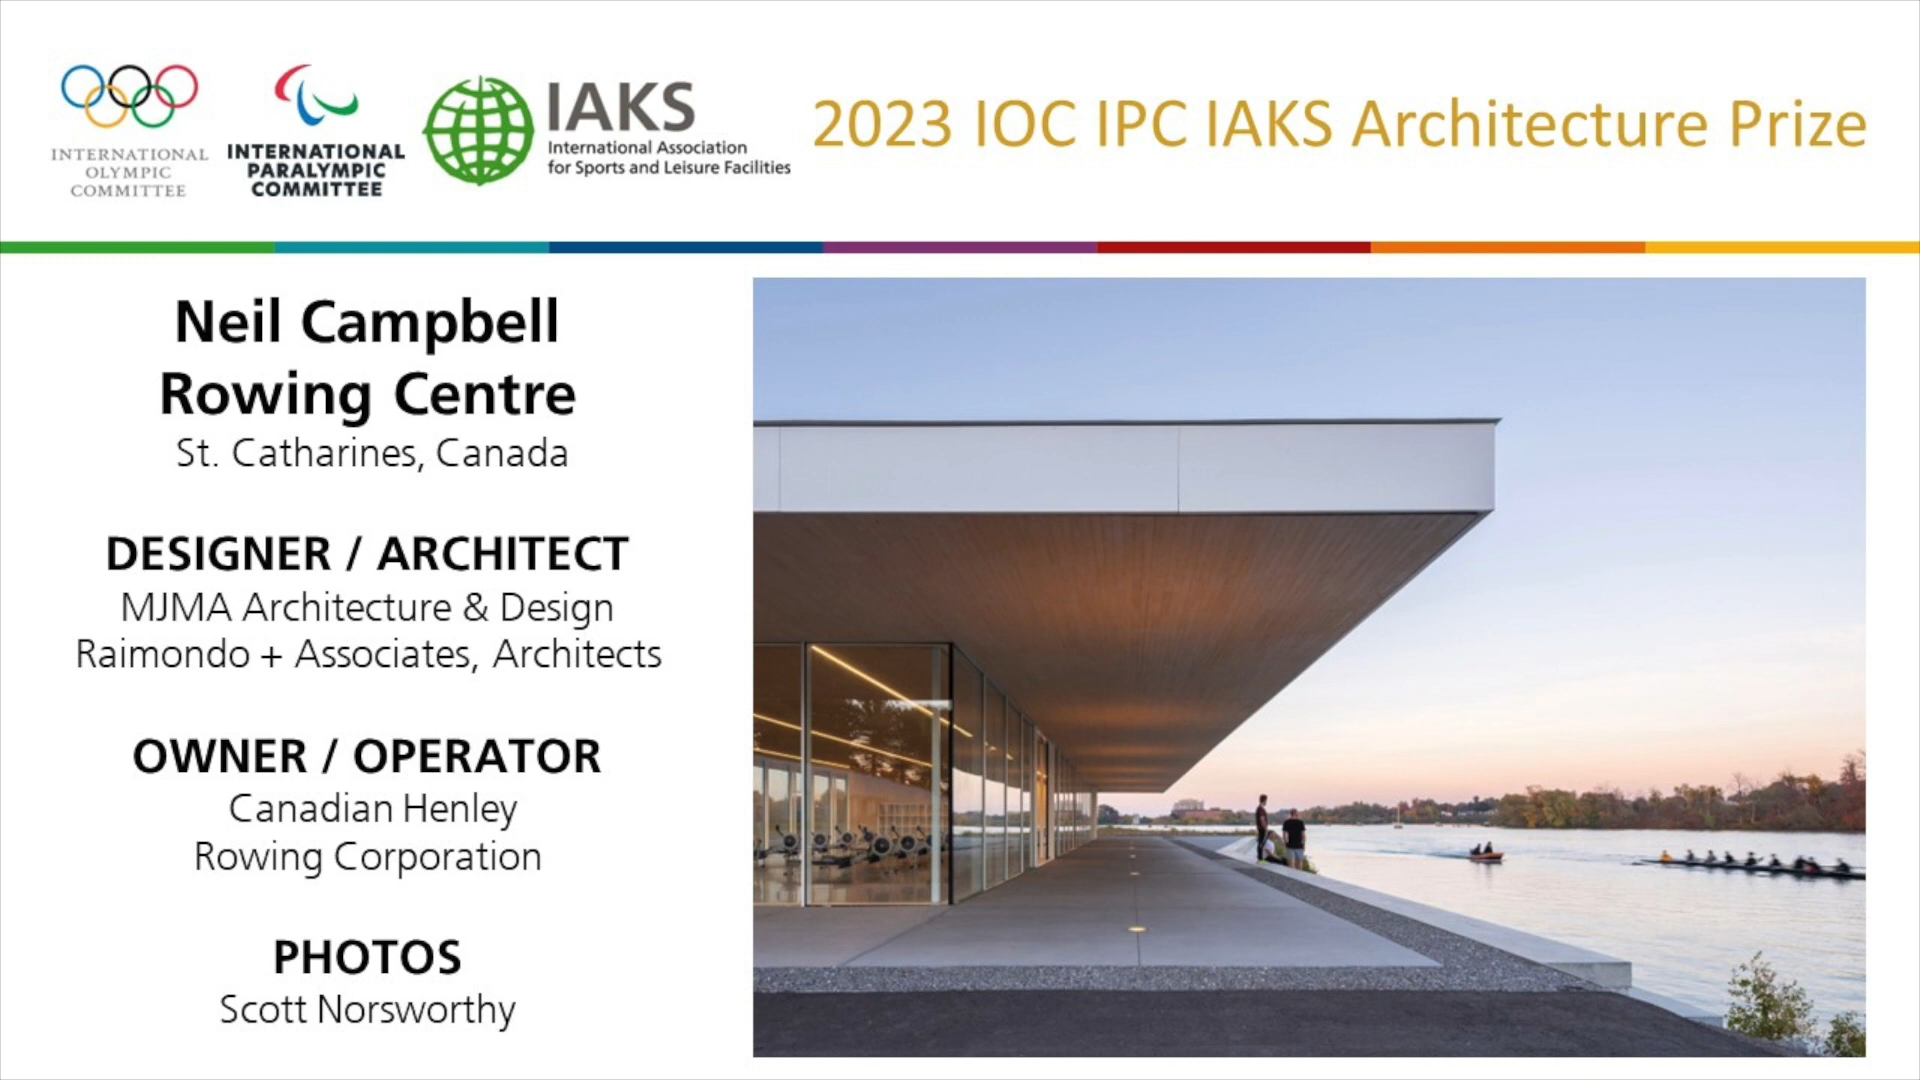 INTERNATIONAL
OLYMPIC
COMMITTEE
INTERNATIONAL
PARALYMPIC
COMMITTEE
IAKS
International Association
for Sports and Leisure Facilities
2023 IOC IPC IAKS Architecture Prize
Neil Campbell
Rowing Centre
St. Catharines, Canada
DESIGNER / ARCHITECT
MJMA Architecture & Design
Raimondo + Associates, Architects
OWNER / OPERATOR
Canadian Henley
Rowing Corporation
PHOTOS
Scott Norsworthy